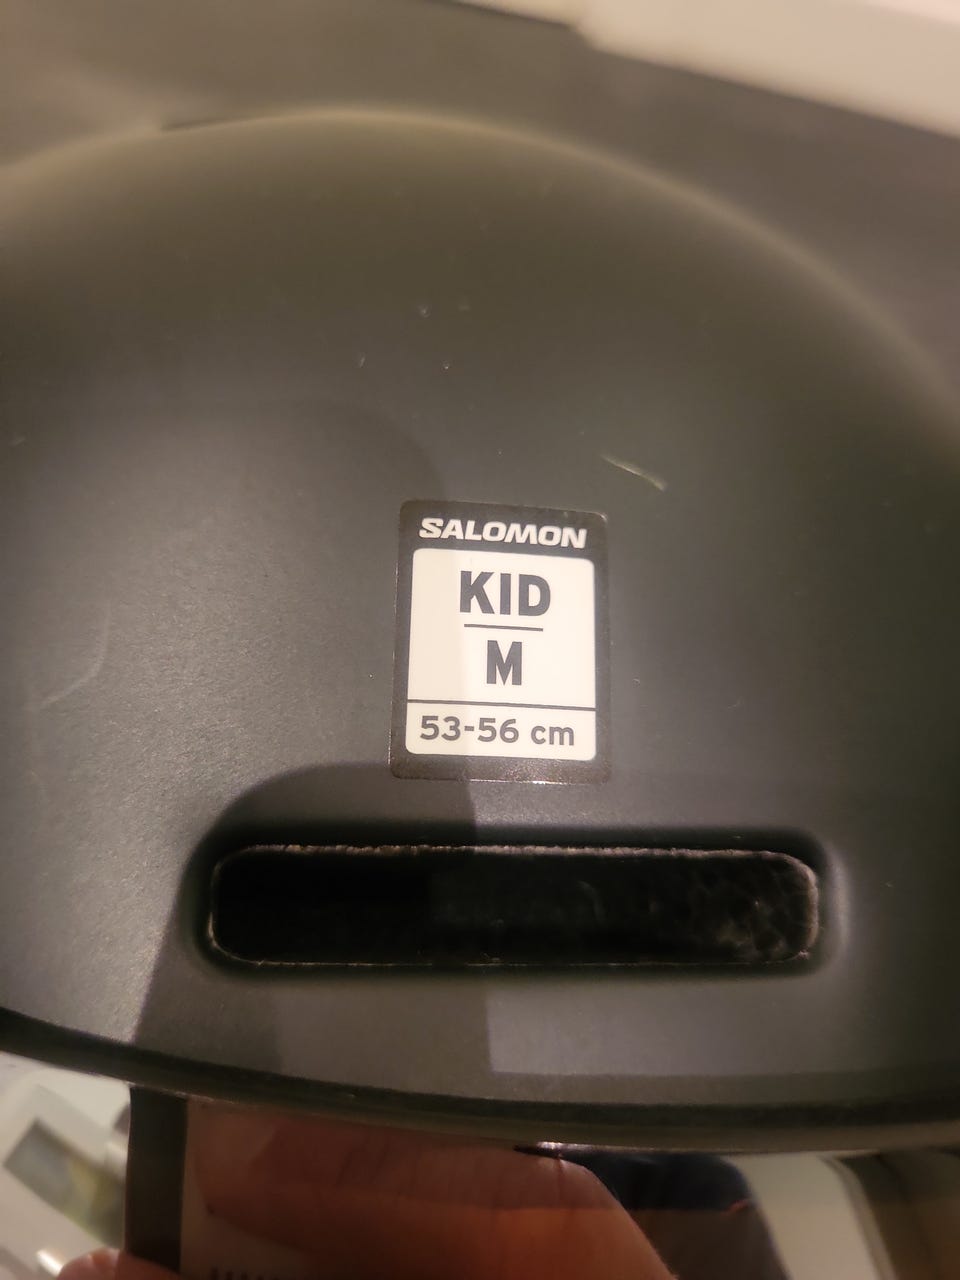 SALOMON
KID
M
53-56 cm